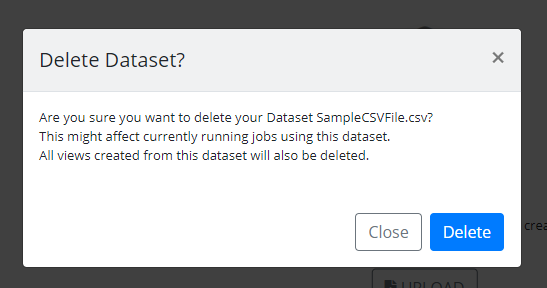 Delete Dataset?
×
Are you sure you want to delete your Dataset SampleCSVFile.csv?
This might affect currently running jobs using this dataset.
All views created from this dataset will also be deleted.
Close
Delete
UPLOAD